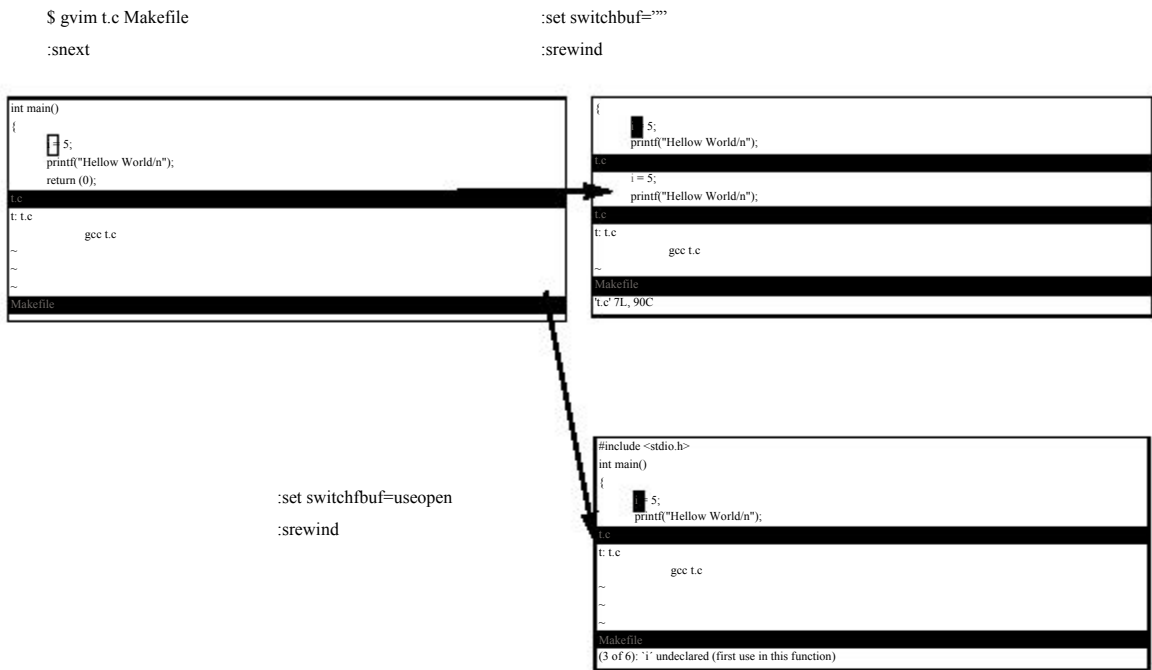 $ gvim t.c Makefile
:snext
:set switchbuf=””
:srewind
int main()
{
i = 5;
printf("Hellow World/n");
return (0);
t.c
t: t.c
gcc t.c
~
~
~
Makefile
{
i = 5;
printf("Hellow World/n");
t.c
i = 5;
printf("Hellow World/n");
t.c
t: t.c
gcc t.c
~
Makefile
't.c' 7L, 90C
:set switchfbuf=useopen
:srewind
#include <stdio.h>
int main()
{
i = 5;
printf("Hellow World/n");
t.c
t: t.c
gcc t.c
~
~
~
Makefile
(3 of 6): `i´ undeclared (first use in this function)